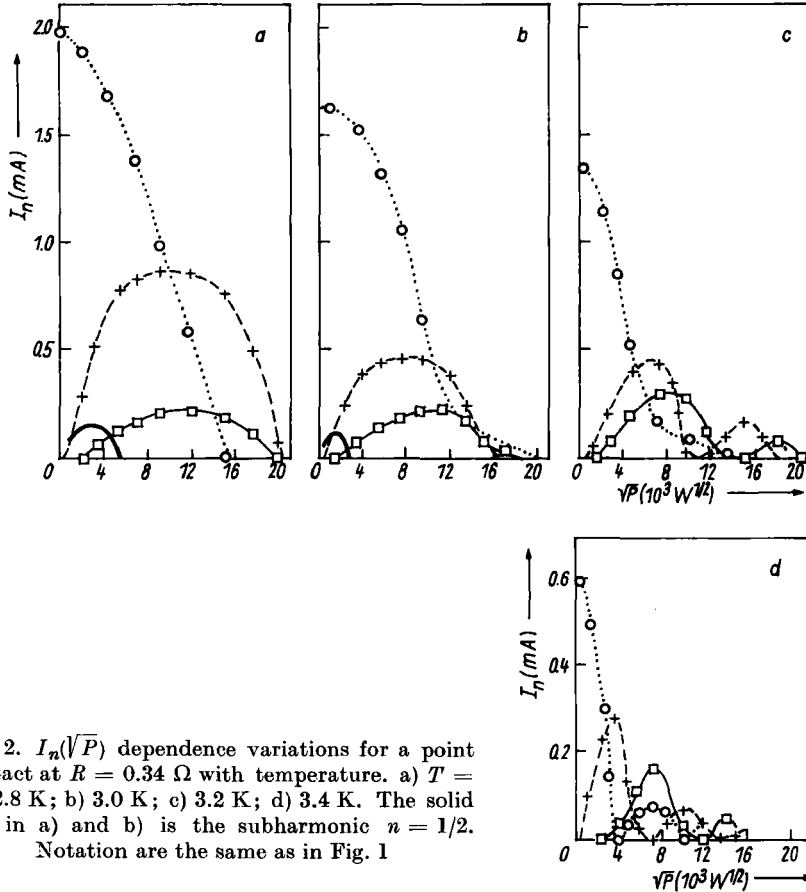 a
b
c
2.0
1.5
1.0
0.5
I_n (mA)
0 4 8 12 16 20
0 4 8 12 16 20
0 4 8 12 16 20
√P (10³ W^{1/2})
d
0.6
0.4
0.2
I_n (mA)
0 4 8 12 16 20
√P (10³ W^{1/2})
2. I_n(√P) dependence variations for a point
act at R = 0.34 Ω with temperature. a) T =
2.8 K; b) 3.0 K; c) 3.2 K; d) 3.4 K. The solid
in a) and b) is the subharmonic n = 1/2.
Notation are the same as in Fig. 1